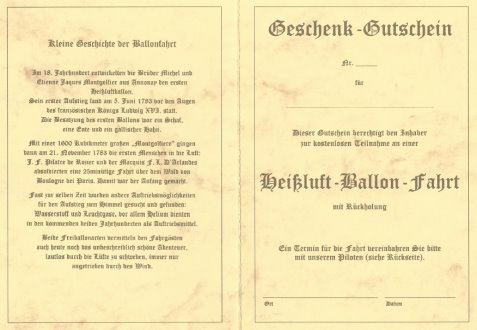 Kleine Geschichte der Ballonfahrt
Im 18. Jahrhundert entwickelten die Brüder Michel und
Etienne Jaques Montgolfier aus Annonay den ersten
Heißluftballon.
Sein erster Aufstieg fand am 5. Juni 1783 vor den Augen
des französischen Königs Ludwig XVI. statt.
Die Besatzung des ersten Ballons war ein Schaf,
eine Ente und ein gallischer Hahn.
Mit einer 1600 Kubikmeter großen „Montgolfiere" gingen
dann am 21. November 1783 die ersten Menschen in die Luft:
J. F. Pilatre de Rozier und der Marquis F. L. D'Arlandes
absolvierten eine 25minütige Fahrt über dem Wald von
Boulogne bei Paris. Damit war der Anfang gemacht.
Fast zur selben Zeit wurden andere Auftriebsmöglichkeiten
für den Aufstieg zum Himmel gesucht und gefunden:
Wasserstoff und Leuchtgase, vor allem Helium dienten
in den kommenden beider Jahrhunderten als Auftriebsmittel.
Beide Freiballonarten vermitteln den Fahrgästen
auch heute noch das unbeschreiblich schöne Abenteuer,
lautlos durch die Lüfte zu schweben, immer nur
angetrieben durch den Wind.
Geschenk-Gutschein
Nr.
für
Dieser Gutschein berechtigt den Inhaber
zur kostenlosen Teilnahme an einer
Heißluft-Ballon-Fahrt
mit Rückholung
Ein Termin für die Fahrt vereinbahren Sie bitte
mit unserem Piloten (siehe Rückseite).
Ort Datum